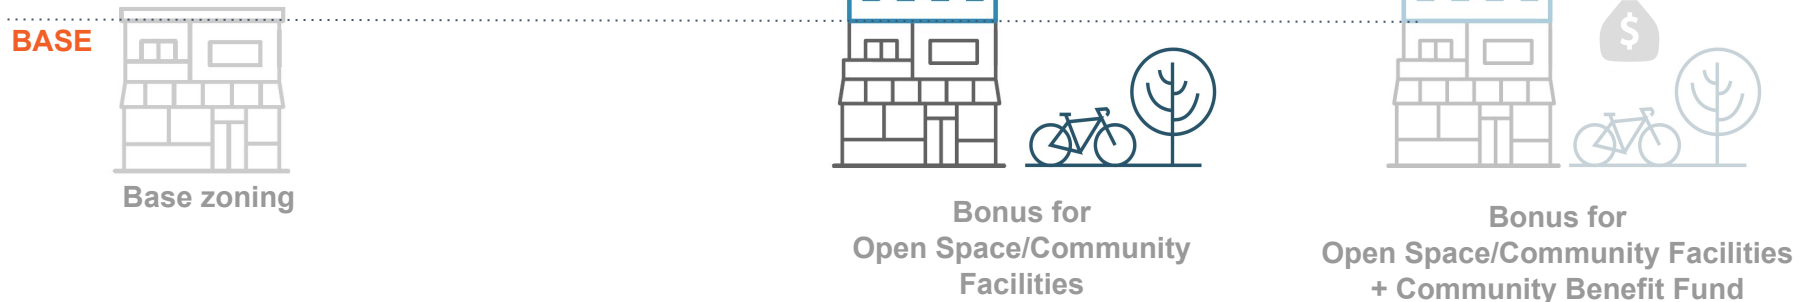 BASE
$
Base zoning
Bonus for
Open Space/Community
Facilities
Bonus for
Open Space/Community Facilities
+ Community Benefit Fund